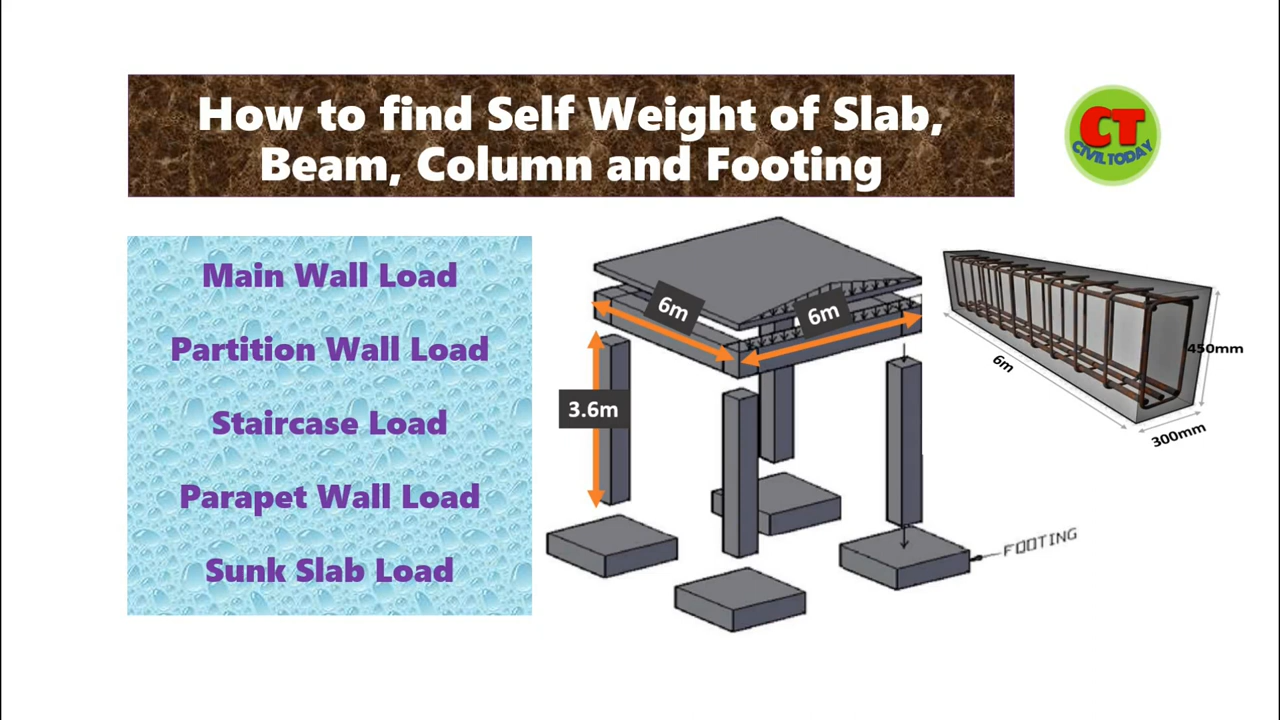 How to find Self Weight of Slab,
Beam, Column and Footing
CT
CIVIL TODAY
Main Wall Load
Partition Wall Load
Staircase Load
Parapet Wall Load
Sunk Slab Load
6m
6m
3.6m
FOOTING
450mm
6m
300mm